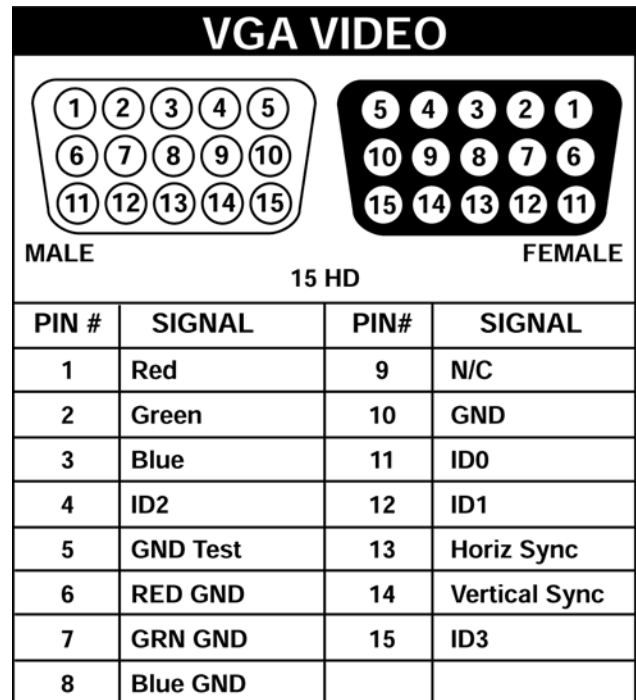 VGA VIDEO
1 2 3 4 5
6 7 8 9 10
11 12 13 14 15
5 4 3 2 1
10 9 8 7 6
15 14 13 12 11
MALE
FEMALE
15 HD
PIN # SIGNAL PIN# SIGNAL
1 Red 9 N/C
2 Green 10 GND
3 Blue 11 ID0
4 ID2 12 ID1
5 GND Test 13 Horiz Sync
6 RED GND 14 Vertical Sync
7 GRN GND 15 ID3
8 Blue GND